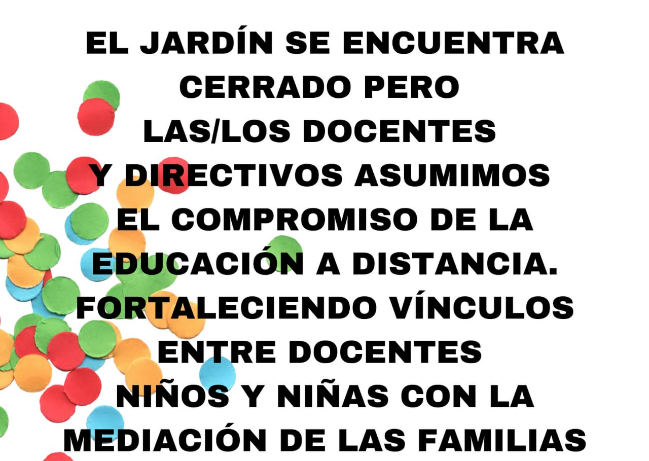 EL JARDÍN SE ENCUENTRA
CERRADO PERO
LAS/LOS DOCENTES
Y DIRECTIVOS ASUMIMOS
EL COMPROMISO DE LA
EDUCACIÓN A DISTANCIA.
FORTALECIENDO VÍNCULOS
ENTRE DOCENTES
NIÑOS Y NIÑAS CON LA
MEDIACIÓN DE LAS FAMILIAS